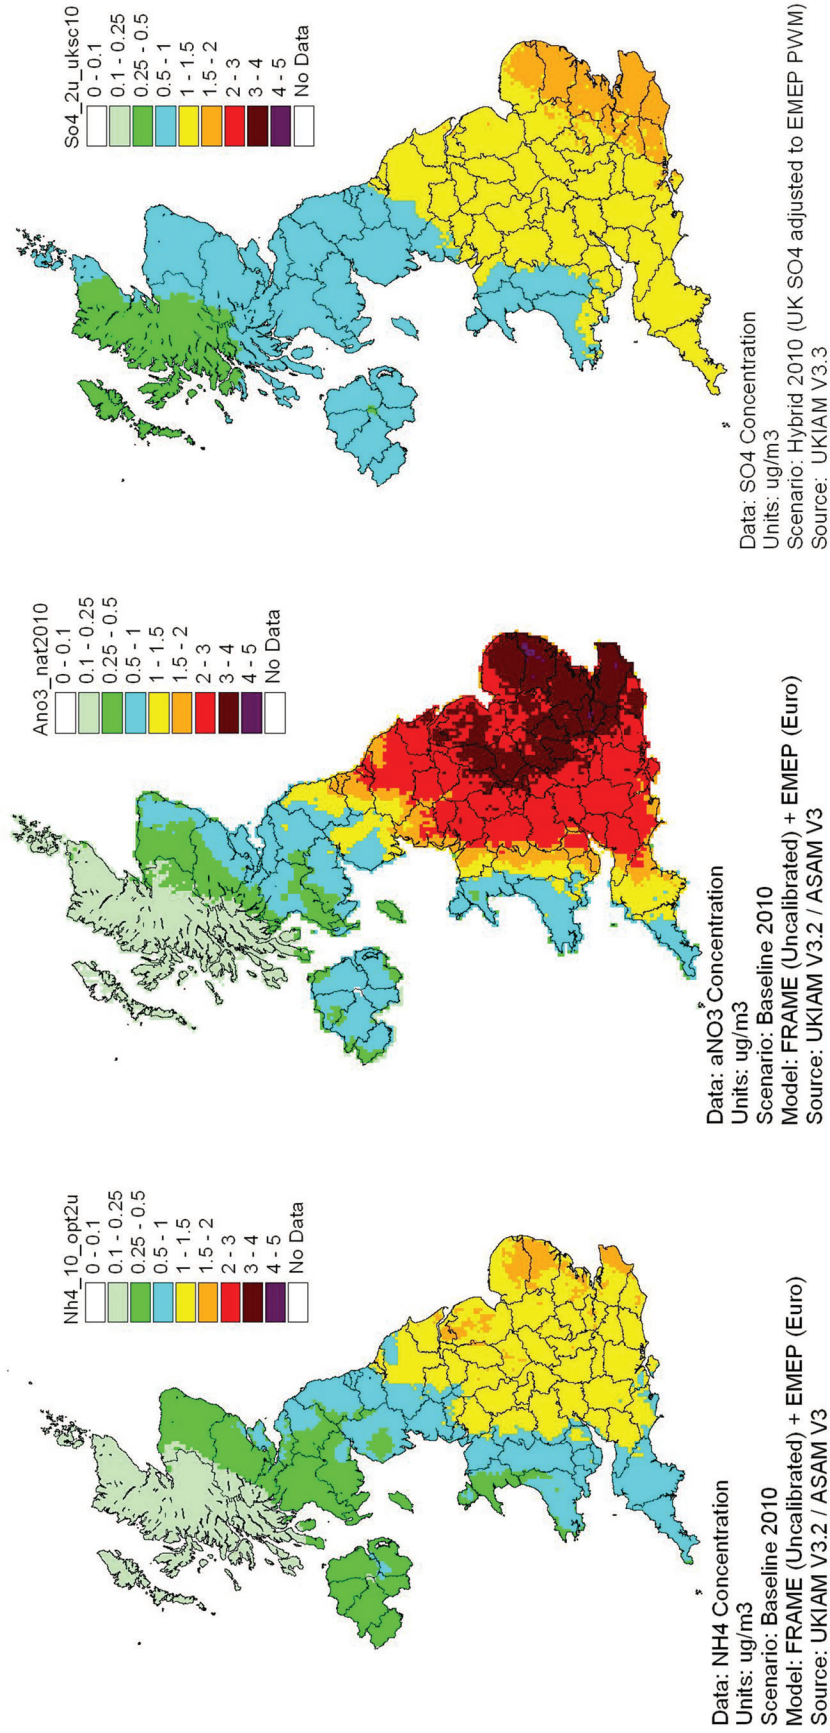 Nh4_10_opt2u
0 - 0.1
0.1 - 0.25
0.25 - 0.5
0.5 - 1
1 - 1.5
1.5 - 2
2 - 3
3 - 4
4 - 5
No Data
Data: NH4 Concentration
Units: ug/m3
Scenario: Baseline 2010
Model: FRAME (Uncalibrated) + EMEP (Euro)
Source: UKIAM V3.2 / ASAM V3
Ano3_nat2010
0 - 0.1
0.1 - 0.25
0.25 - 0.5
0.5 - 1
1 - 1.5
1.5 - 2
2 - 3
3 - 4
4 - 5
No Data
Data: aNO3 Concentration
Units: ug/m3
Scenario: Baseline 2010
Model: FRAME (Uncalibrated) + EMEP (Euro)
Source: UKIAM V3.2 / ASAM V3
So4_2u_uksc10
0 - 0.1
0.1 - 0.25
0.25 - 0.5
0.5 - 1
1 - 1.5
1.5 - 2
2 - 3
3 - 4
4 - 5
No Data
Data: SO4 Concentration
Units: ug/m3
Scenario: Hybrid 2010 (UK SO4 adjusted to EMEP PWM)
Source: UKIAM V3.3